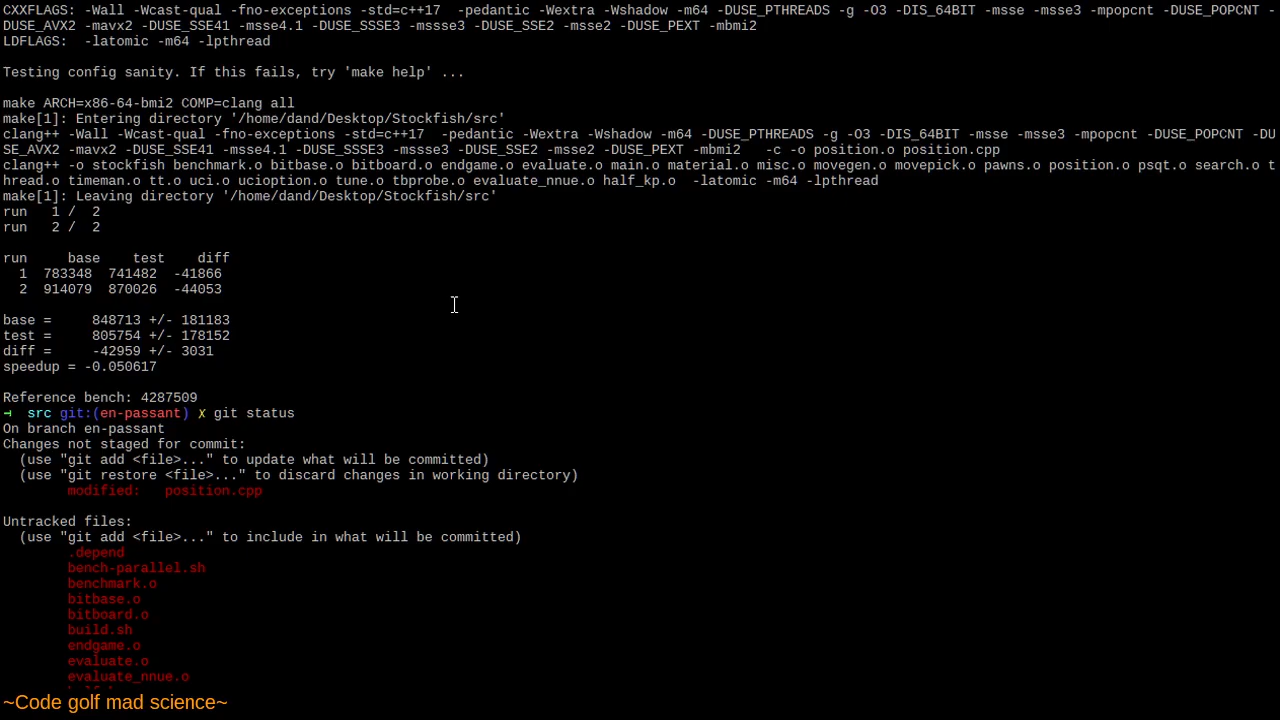 CXXFLAGS: -Wall -Wcast-qual -fno-exceptions -std=c++17  -pedantic -Wextra -Wshadow -m64 -DUSE_PTHREADS -g -O3 -DIS_64BIT -msse -msse3 -mpopcnt -DUSE_POPCNT -
DUSE_AVX2 -mavx2 -DUSE_SSE41 -msse4.1 -DUSE_SSSE3 -mssse3 -DUSE_SSE2 -msse2 -DUSE_PEXT -mbmi2
LDFLAGS:  -latomic -m64 -lpthread
Testing config sanity. If this fails, try 'make help' ...
make ARCH=x86-64-bmi2 COMP=clang all
make[1]: Entering directory '/home/dand/Desktop/Stockfish/src'
clang++ -Wall -Wcast-qual -fno-exceptions -std=c++17  -pedantic -Wextra -Wshadow -m64 -DUSE_PTHREADS -g -O3 -DIS_64BIT -msse -msse3 -mpopcnt -DUSE_POPCNT -DU
SE_AVX2 -mavx2 -DUSE_SSE41 -msse4.1 -DUSE_SSSE3 -mssse3 -DUSE_SSE2 -msse2 -DUSE_PEXT -mbmi2   -c -o position.o position.cpp
clang++ -o stockfish benchmark.o bitbase.o bitboard.o endgame.o evaluate.o main.o material.o misc.o movegen.o movepick.o pawns.o position.o psqt.o search.o t
hread.o timeman.o tt.o uci.o ucioption.o tune.o tbprobe.o evaluate_nnue.o half_kp.o  -latomic -m64 -lpthread
make[1]: Leaving directory '/home/dand/Desktop/Stockfish/src'
run   1 /  2
run   2 /  2
run     base    test    diff
  1  783348  741482  -41866
  2  914079  870026  -44053
base =     848713 +/- 181183
test =     805754 +/- 178152
diff =     -42959 +/- 3031
speedup = -0.050617
Reference bench: 4287509
src git:(en-passant) ✗ git status
On branch en-passant
Changes not staged for commit:
  (use "git add <file>..." to update what will be committed)
  (use "git restore <file>..." to discard changes in working directory)
        modified:   position.cpp
Untracked files:
  (use "git add <file>..." to include in what will be committed)
        .depend
        bench-parallel.sh
        benchmark.o
        bitbase.o
        bitboard.o
        build.sh
        endgame.o
        evaluate.o
        evaluate_nnue.o
~Code golf mad science~